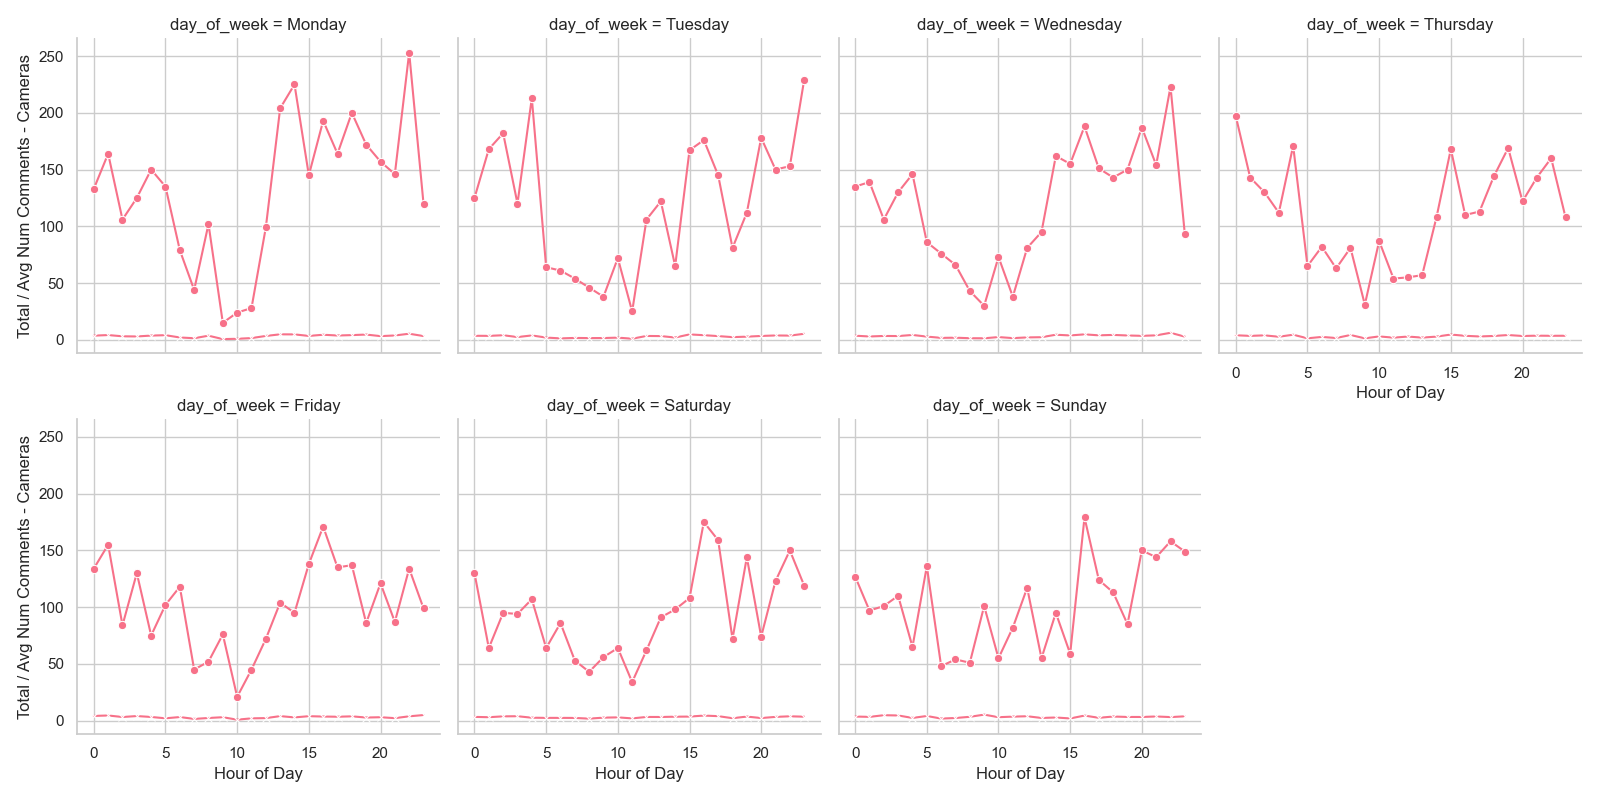 day_of_week = Monday
day_of_week = Tuesday
day_of_week = Wednesday
day_of_week = Thursday
Total / Avg Num Comments - Cameras
250
200
150
100
50
0
0 5 10 15 20
Hour of Day
day_of_week = Friday
day_of_week = Saturday
day_of_week = Sunday
Total / Avg Num Comments - Cameras
250
200
150
100
50
0
0 5 10 15 20
Hour of Day
0 5 10 15 20
Hour of Day
0 5 10 15 20
Hour of Day